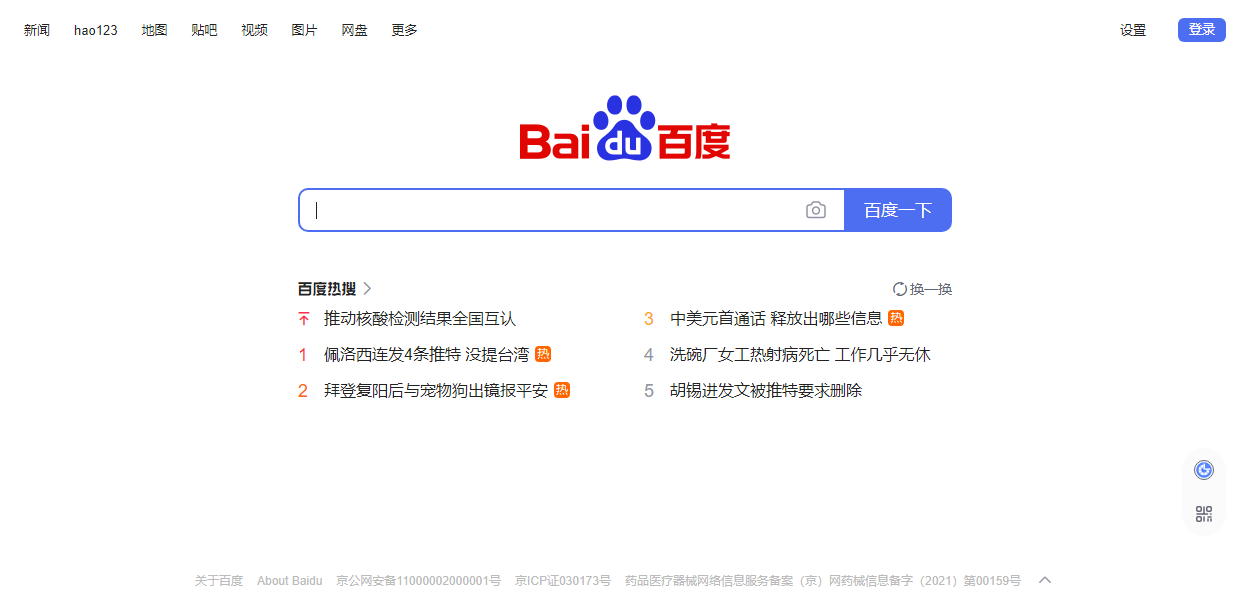 新闻 hao123 地图 贴吧 视频 图片 网盘 更多 设置 登录
Bai du 百度
百度一下
百度热搜 换一换
推动核酸检测结果全国互认
1 佩洛西连发4条推特 没提台湾 热
2 拜登复阳后与宠物狗出镜报平安 热
3 中美元首通话 释放出哪些信息 热
4 洗碗厂女工热射病死亡 工作几乎无休
5 胡锡进发文被推特要求删除
关于百度 About Baidu 京公网安备11000002000001号 京ICP证030173号 药品医疗器械网络信息服务备案（京）网药械信息备字（2021）第00159号